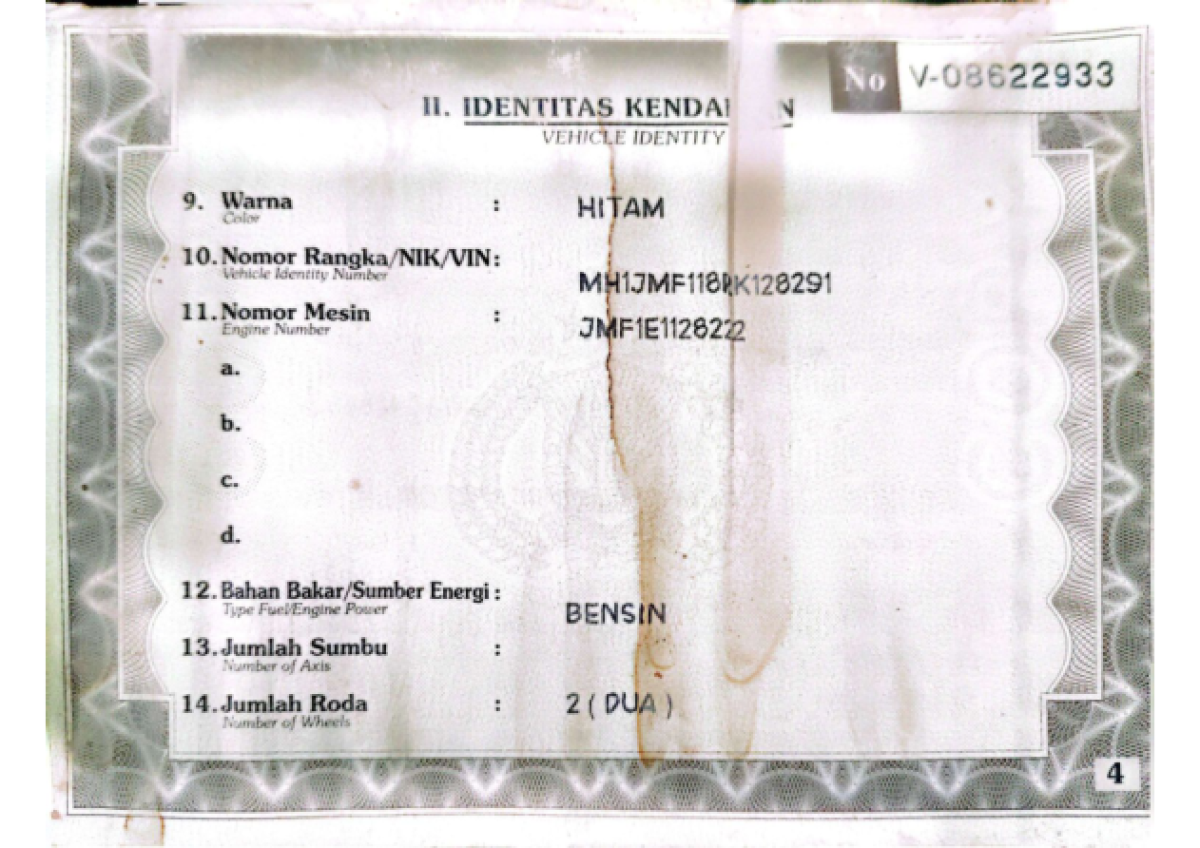 No V-08622933
II. IDENTITAS
VEHICLE IDENTITY
9. Warna : HITAM
Color
10. Nomor Rangka/NIK/VIN:
Vehicle Identity Number
MH1JMF118RK128291
11. Nomor Mesin : JMF1E1128222
Engine Number
a.
b.
c.
d.
12. Bahan Bakar/Sumber Energi : BENSIN
Type Fuel/Engine Power
13. Jumlah Sumbu :
Number of Axis
14. Jumlah Roda : 2 ( DUA )
Number of Wheels
4